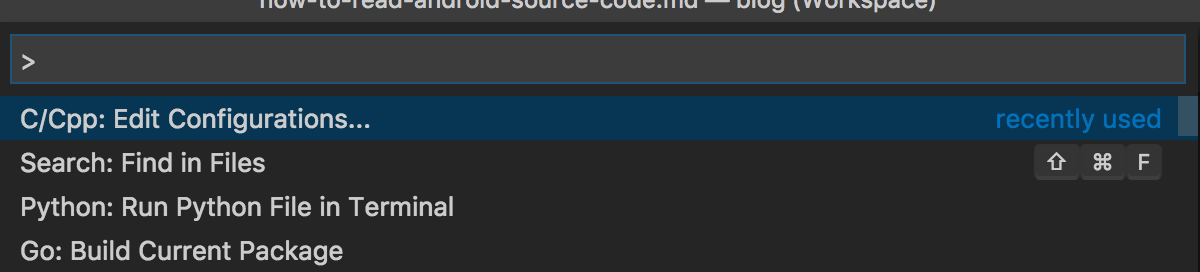 how-to-read-android-source-code.md — blog (Workspace)
>
C/Cpp: Edit Configurations... recently used
Search: Find in Files ⇧ ⌘ F
Python: Run Python File in Terminal
Go: Build Current Package